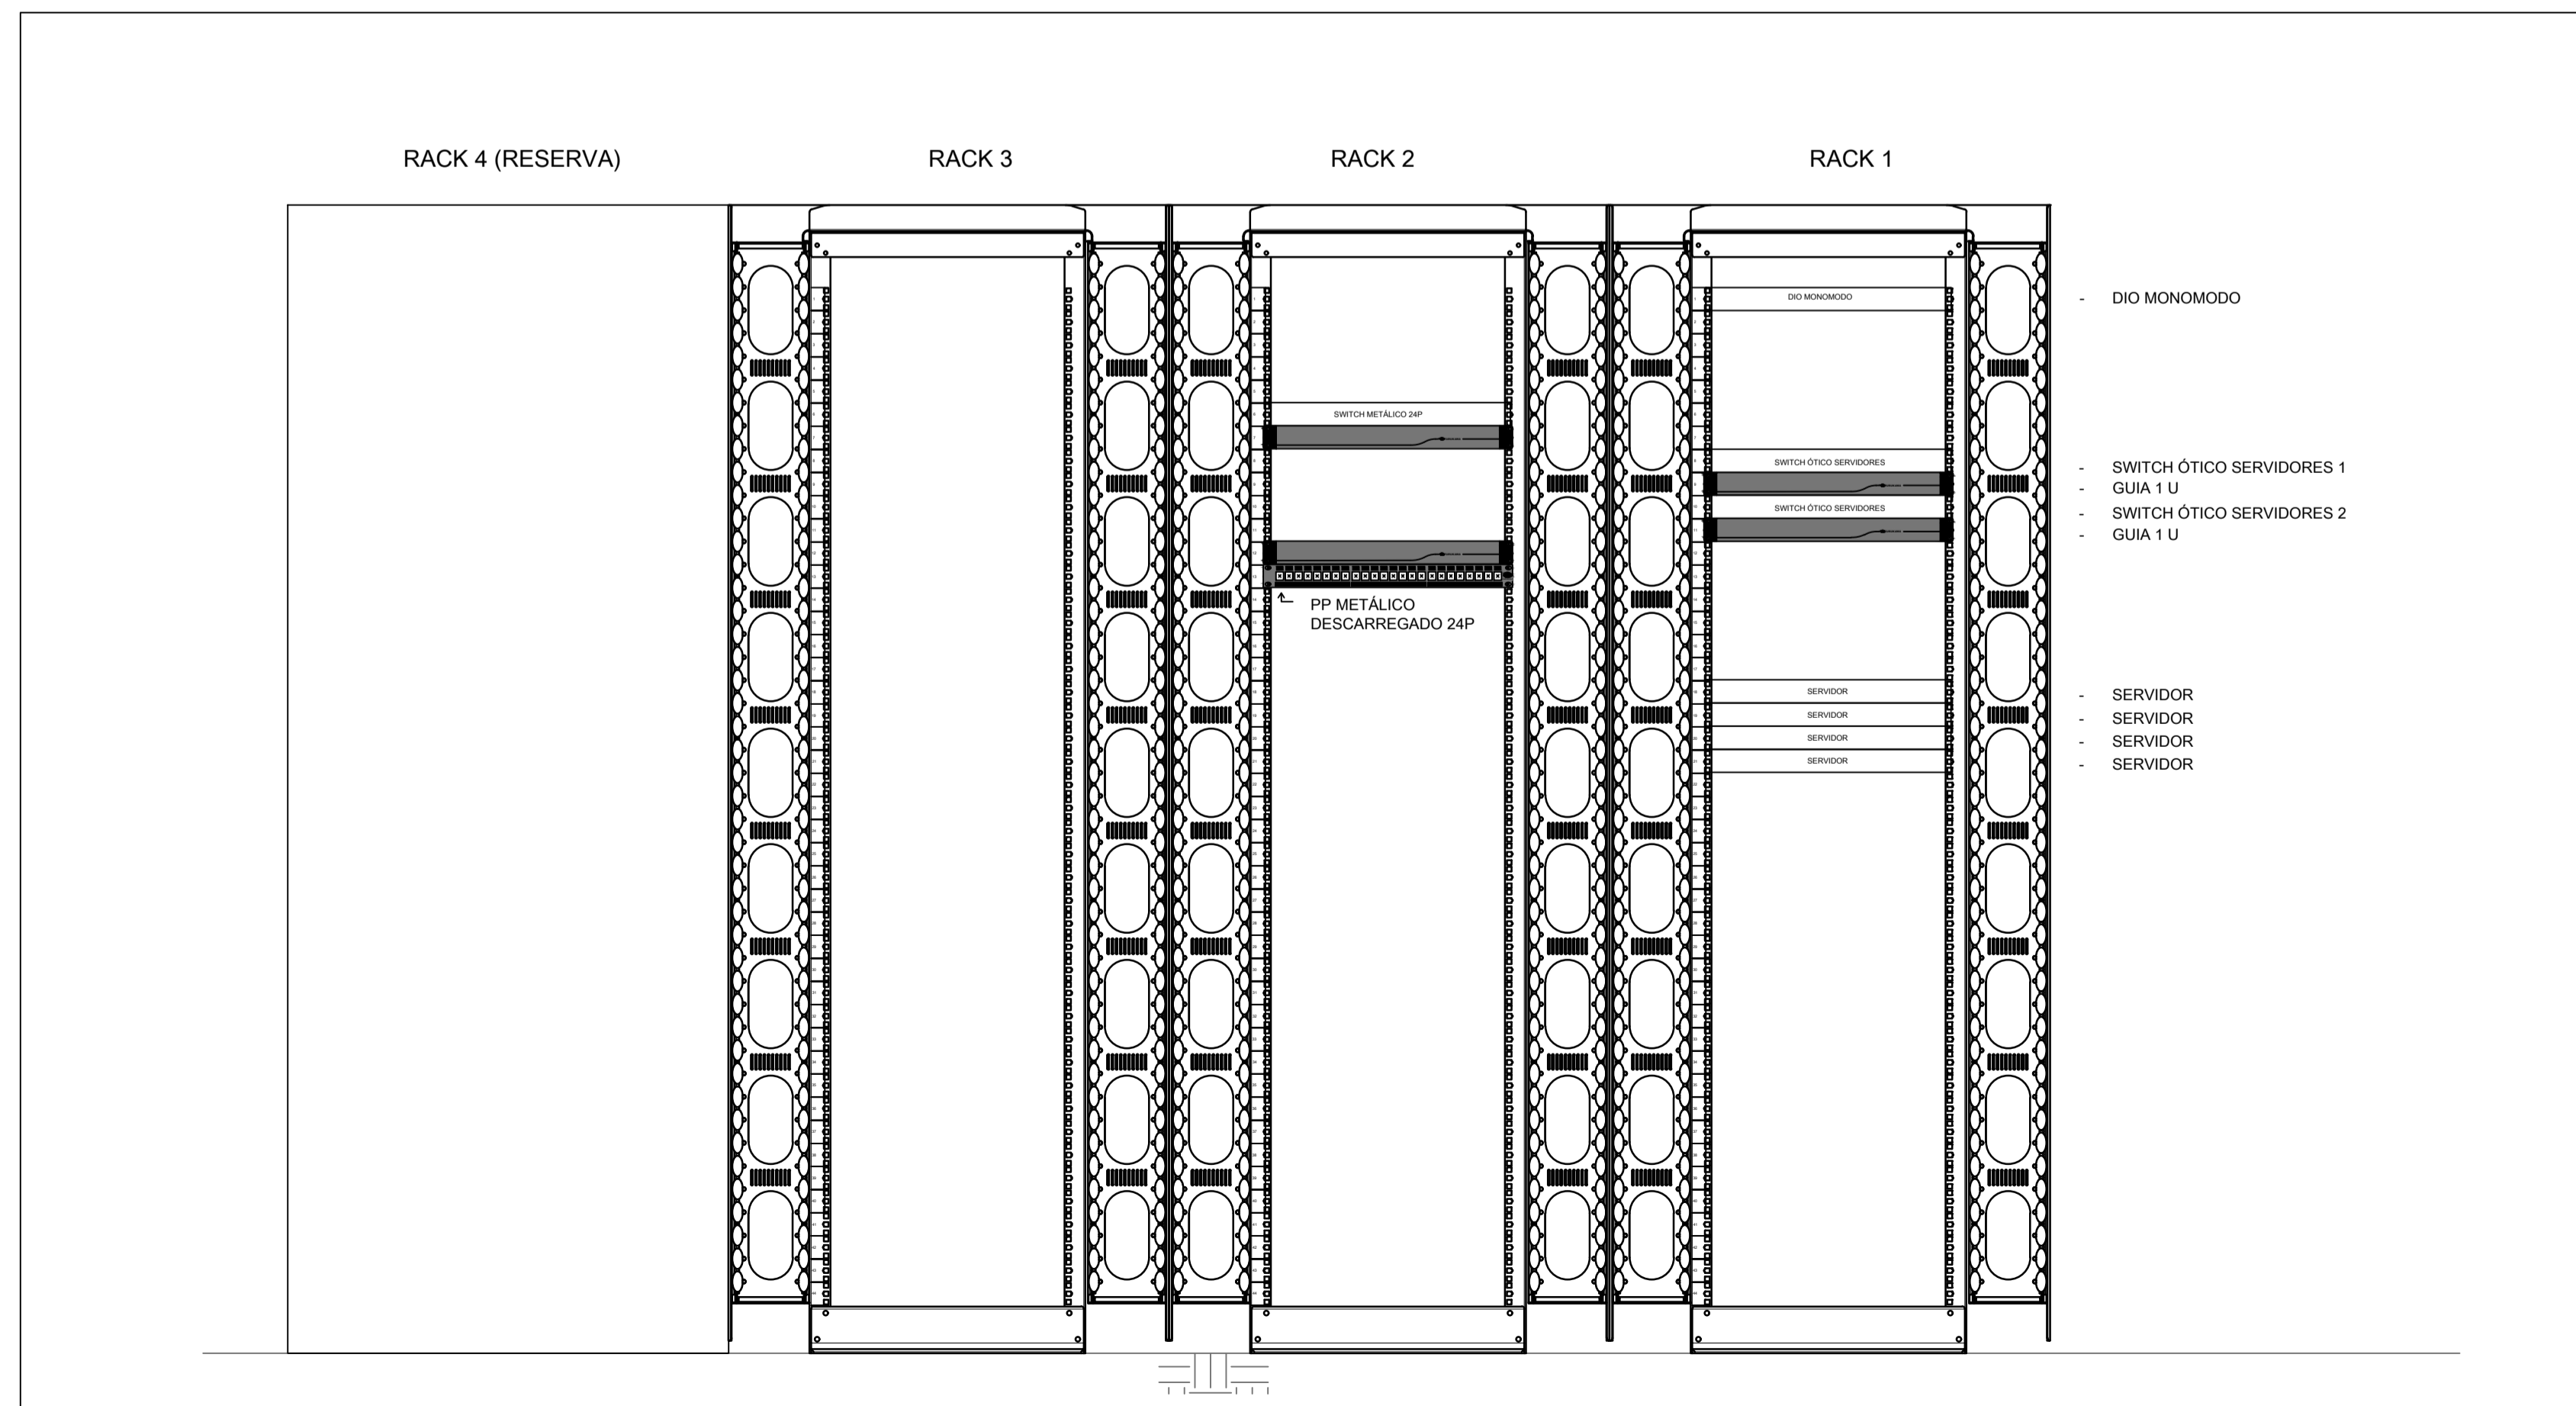 RACK 4 (RESERVA)
RACK 3
RACK 2
RACK 1
DIO MONOMODO
- DIO MONOMODO
SWITCH METÁLICO 24P
SWITCH ÓTICO SERVIDORES
- SWITCH ÓTICO SERVIDORES 1
- GUIA 1 U
SWITCH ÓTICO SERVIDORES
- SWITCH ÓTICO SERVIDORES 2
- GUIA 1 U
PP METÁLICO
DESCARREGADO 24P
SERVIDOR
- SERVIDOR
SERVIDOR
- SERVIDOR
SERVIDOR
- SERVIDOR
SERVIDOR
- SERVIDOR